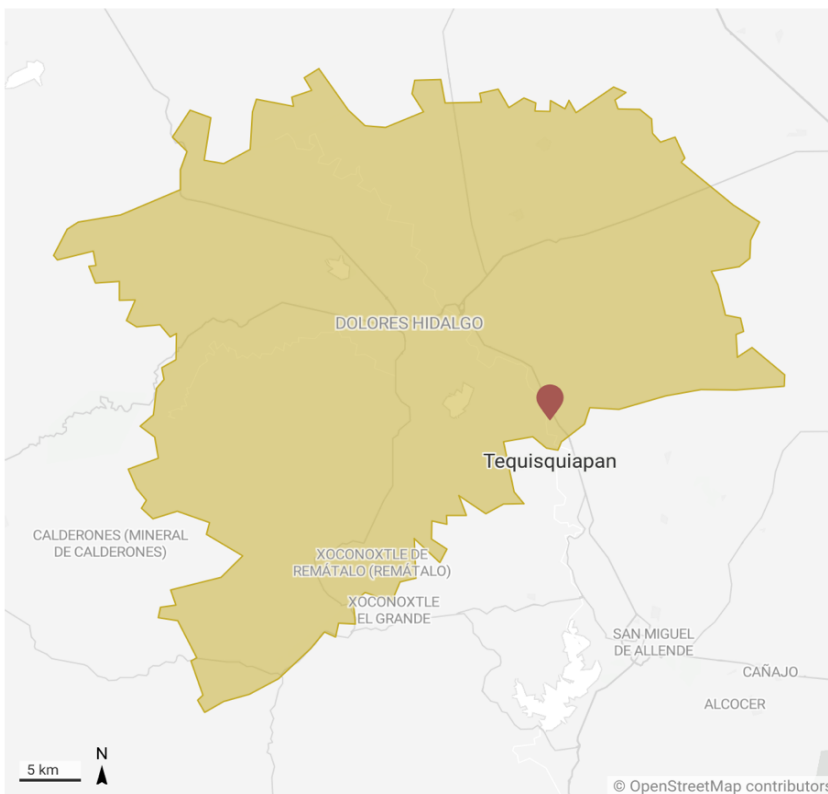 DOLORES HIDALGO
Tequisquiapan
CALDERONES (MINERAL
DE CALDERONES)
XOCONOXTLE DE
REMÁTALO (REMÁTALO)
XOCONOXTLE
EL GRANDE
SAN MIGUEL
DE ALLENDE
CAÑAJO
ALCOCER
5 km
N
© OpenStreetMap contributors